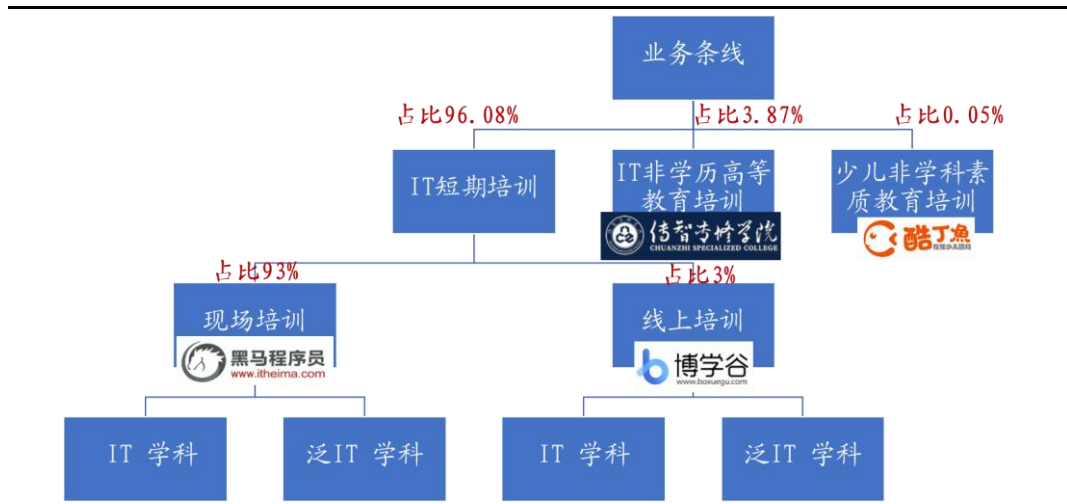 业务条线
占比96.08%
占比3.87%
占比0.05%
IT短期培训
IT非学历高等
教育培训
传智专修学院
CHUANZHI SPECIALIZED COLLEGE
少儿非学科素
质教育培训
酷丁魚
占比93%
占比3%
现场培训
黑马程序员
www.itheima.com
线上培训
博学谷
www.boxuegu.com
IT 学科
泛IT 学科
IT 学科
泛IT 学科